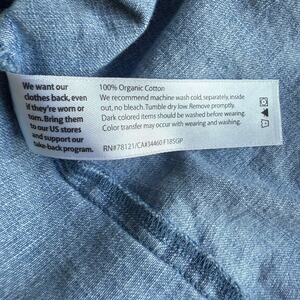 We want our
clothes back, even
if they're worn or
torn. Bring them
to our US stores
and support our
take-back program.
100% Organic Cotton
We recommend machine wash cold, separately, inside
out, no bleach. Tumble dry low. Remove promptly.
Dark colored items should be washed before wearing.
Color transfer may occur with wearing and washing.
RN#78121/CA#34460 F18SGP